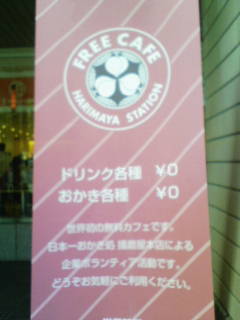 FREE CAFE
HARIMAYA STATION
ドリンク各種 ¥0
おかき各種 ¥0
世界初の無料カフェです。
日本一おかき処 播磨屋本店による
企業ボランティア活動です。
どうぞお気軽にご利用ください。